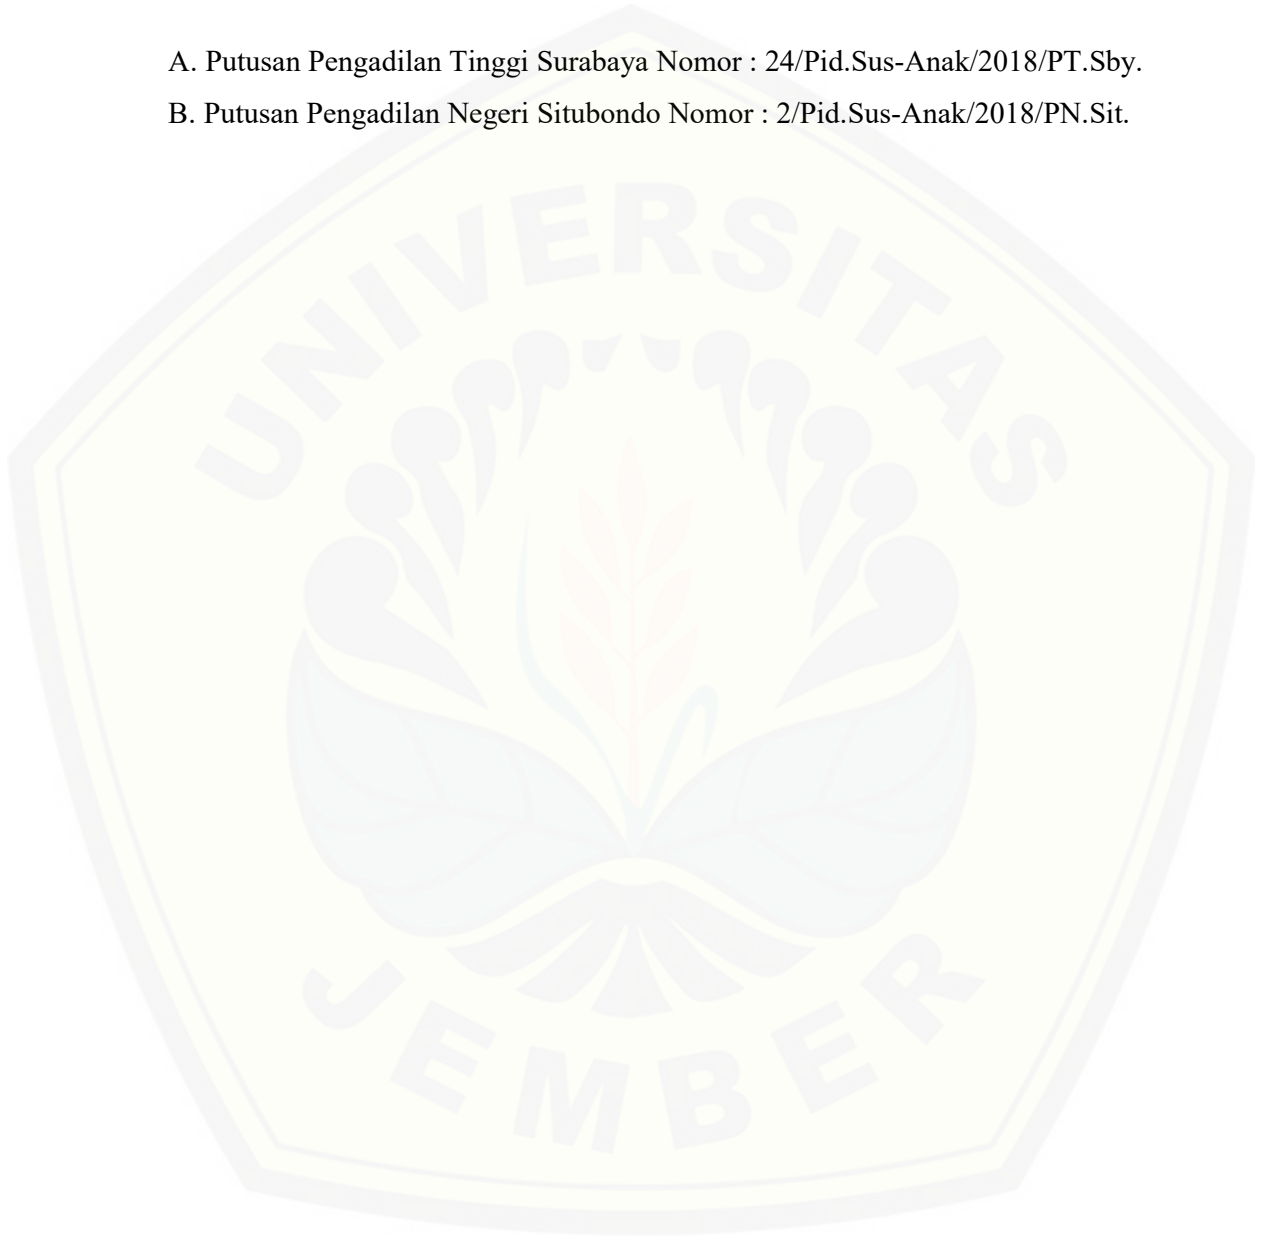 A. Putusan Pengadilan Tinggi Surabaya Nomor : 24/Pid.Sus-Anak/2018/PT.Sby.
B. Putusan Pengadilan Negeri Situbondo Nomor : 2/Pid.Sus-Anak/2018/PN.Sit.
UNIVERSITAS
JEMBER